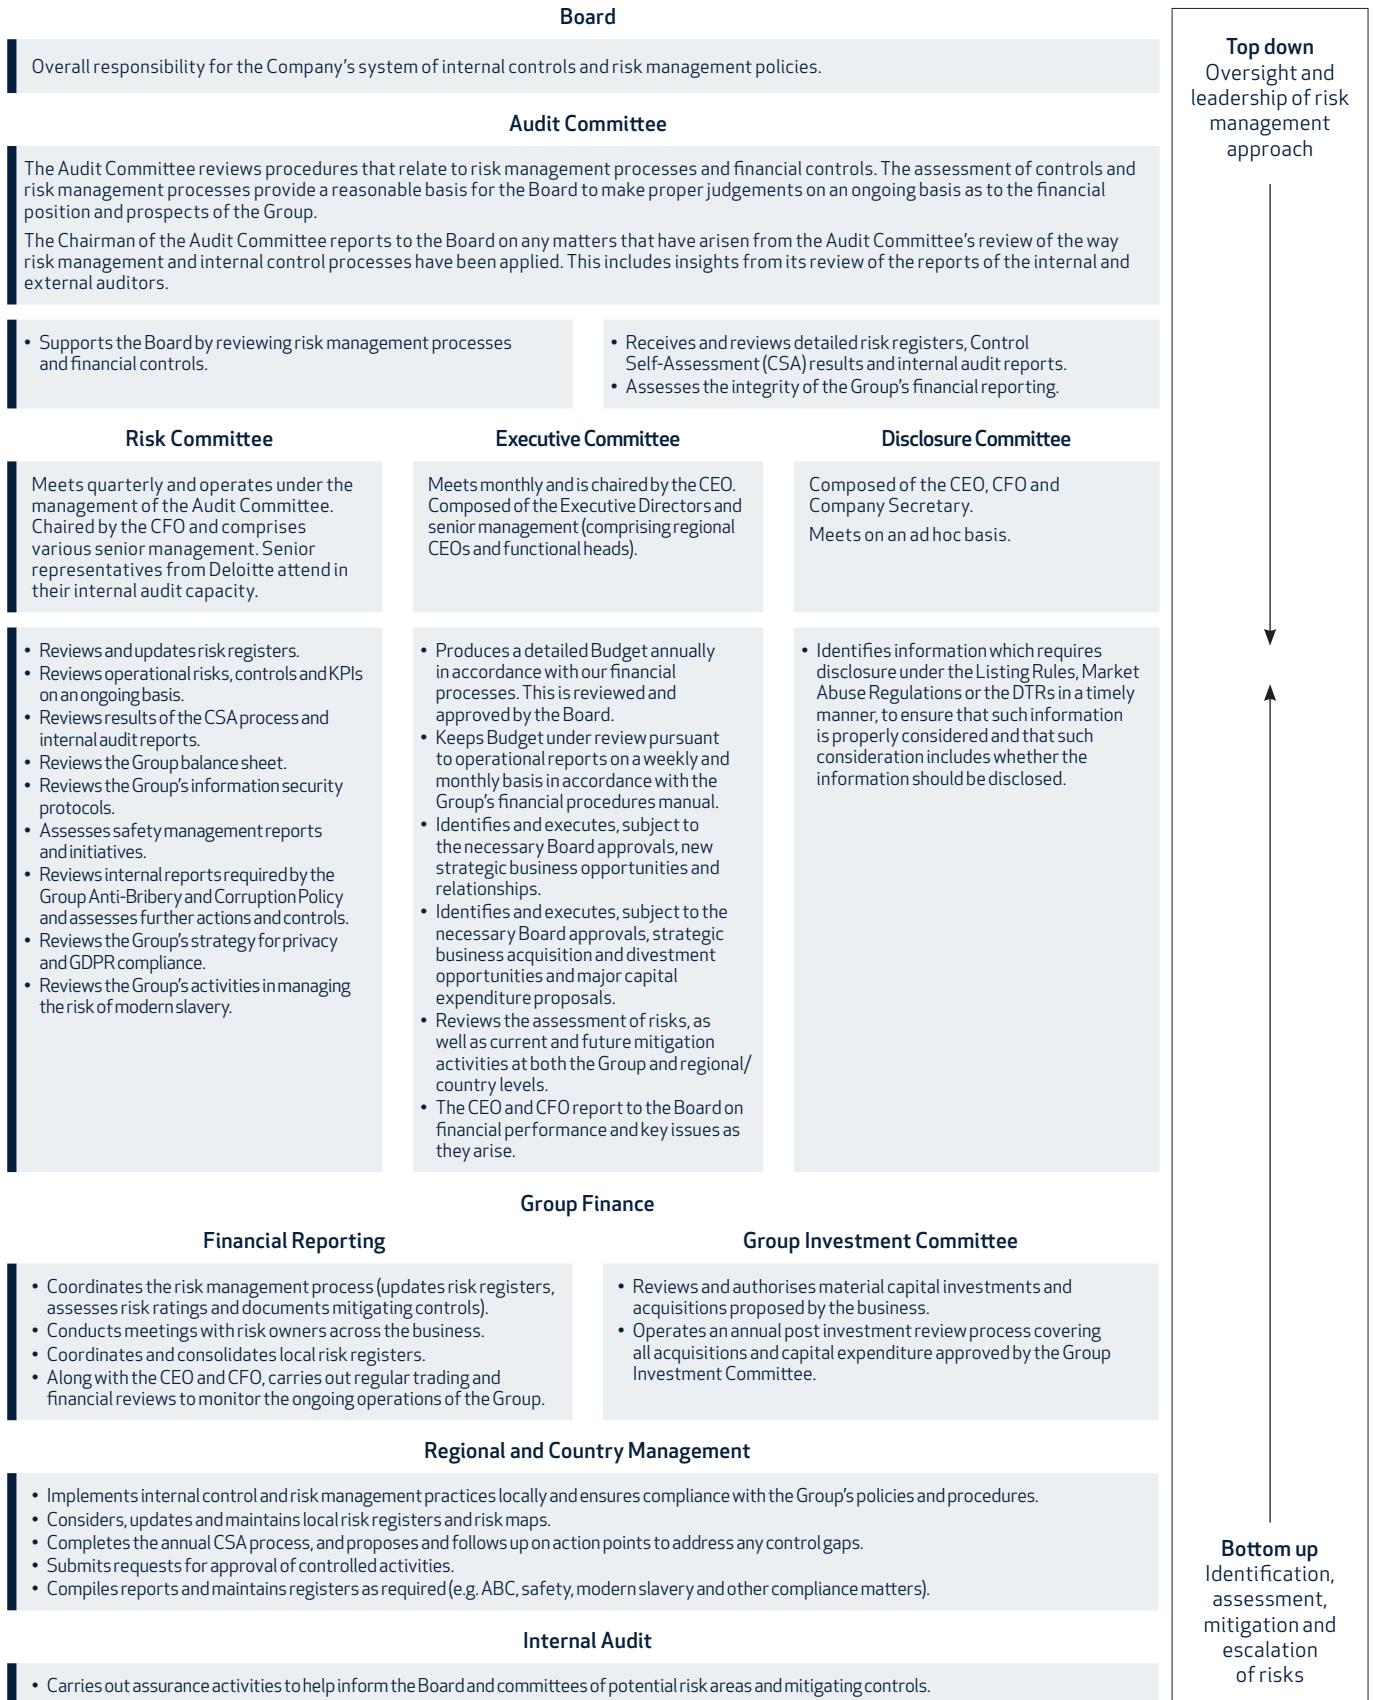 Board
Overall responsibility for the Company's system of internal controls and risk management policies.
Audit Committee
The Audit Committee reviews procedures that relate to risk management processes and financial controls. The assessment of controls and
risk management processes provide a reasonable basis for the Board to make proper judgements on an ongoing basis as to the financial
position and prospects of the Group.
The Chairman of the Audit Committee reports to the Board on any matters that have arisen from the Audit Committee's review of the way
risk management and internal control processes have been applied. This includes insights from its review of the reports of the internal and
external auditors.
• Supports the Board by reviewing risk management processes
and financial controls.
• Receives and reviews detailed risk registers, Control
Self-Assessment (CSA) results and internal audit reports.
• Assesses the integrity of the Group's financial reporting.
Risk Committee
Meets quarterly and operates under the
management of the Audit Committee.
Chaired by the CFO and comprises
various senior management. Senior
representatives from Deloitte attend in
their internal audit capacity.
• Reviews and updates risk registers.
• Reviews operational risks, controls and KPIs
on an ongoing basis.
• Reviews results of the CSA process and
internal audit reports.
• Reviews the Group balance sheet.
• Reviews the Group's information security
protocols.
• Assesses safety management reports
and initiatives.
• Reviews internal reports required by the
Group Anti-Bribery and Corruption Policy
and assesses further actions and controls.
• Reviews the Group's strategy for privacy
and GDPR compliance.
• Reviews the Group's activities in managing
the risk of modern slavery.
Executive Committee
Meets monthly and is chaired by the CEO.
Composed of the Executive Directors and
senior management (comprising regional
CEOs and functional heads).
• Produces a detailed Budget annually
in accordance with our financial
processes. This is reviewed and
approved by the Board.
• Keeps Budget under review pursuant
to operational reports on a weekly and
monthly basis in accordance with the
Group's financial procedures manual.
• Identifies and executes, subject to
the necessary Board approvals, new
strategic business opportunities and
relationships.
• Identifies and executes, subject to the
necessary Board approvals, strategic
business acquisition and divestment
opportunities and major capital
expenditure proposals.
• Reviews the assessment of risks, as
well as current and future mitigation
activities at both the Group and regional/
country levels.
• The CEO and CFO report to the Board on
financial performance and key issues as
they arise.
Disclosure Committee
Composed of the CEO, CFO and
Company Secretary.
Meets on an ad hoc basis.
• Identifies information which requires
disclosure under the Listing Rules, Market
Abuse Regulations or the DTRs in a timely
manner, to ensure that such information
is properly considered and that such
consideration includes whether the
information should be disclosed.
Group Finance
Financial Reporting
• Coordinates the risk management process (updates risk registers,
assesses risk ratings and documents mitigating controls).
• Conducts meetings with risk owners across the business.
• Coordinates and consolidates local risk registers.
• Along with the CEO and CFO, carries out regular trading and
financial reviews to monitor the ongoing operations of the Group.
Group Investment Committee
• Reviews and authorises material capital investments and
acquisitions proposed by the business.
• Operates an annual post investment review process covering
all acquisitions and capital expenditure approved by the Group
Investment Committee.
Regional and Country Management
• Implements internal control and risk management practices locally and ensures compliance with the Group's policies and procedures.
• Considers, updates and maintains local risk registers and risk maps.
• Completes the annual CSA process, and proposes and follows up on action points to address any control gaps.
• Submits requests for approval of controlled activities.
• Compiles reports and maintains registers as required (e.g. ABC, safety, modern slavery and other compliance matters).
Internal Audit
• Carries out assurance activities to help inform the Board and committees of potential risk areas and mitigating controls.
Top down
Oversight and
leadership of risk
management
approach
Bottom up
Identification,
assessment,
mitigation and
escalation
of risks